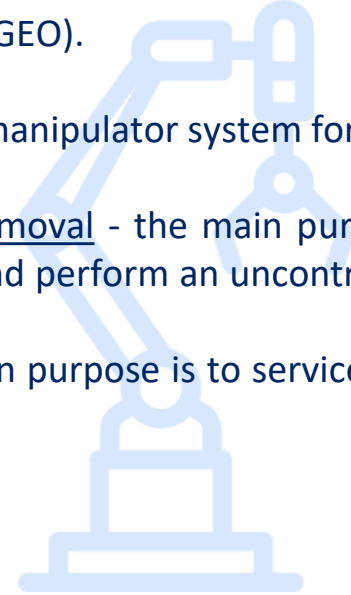 GEO).
manipulator system for
moval - the main pur
nd perform an uncontr
n purpose is to service